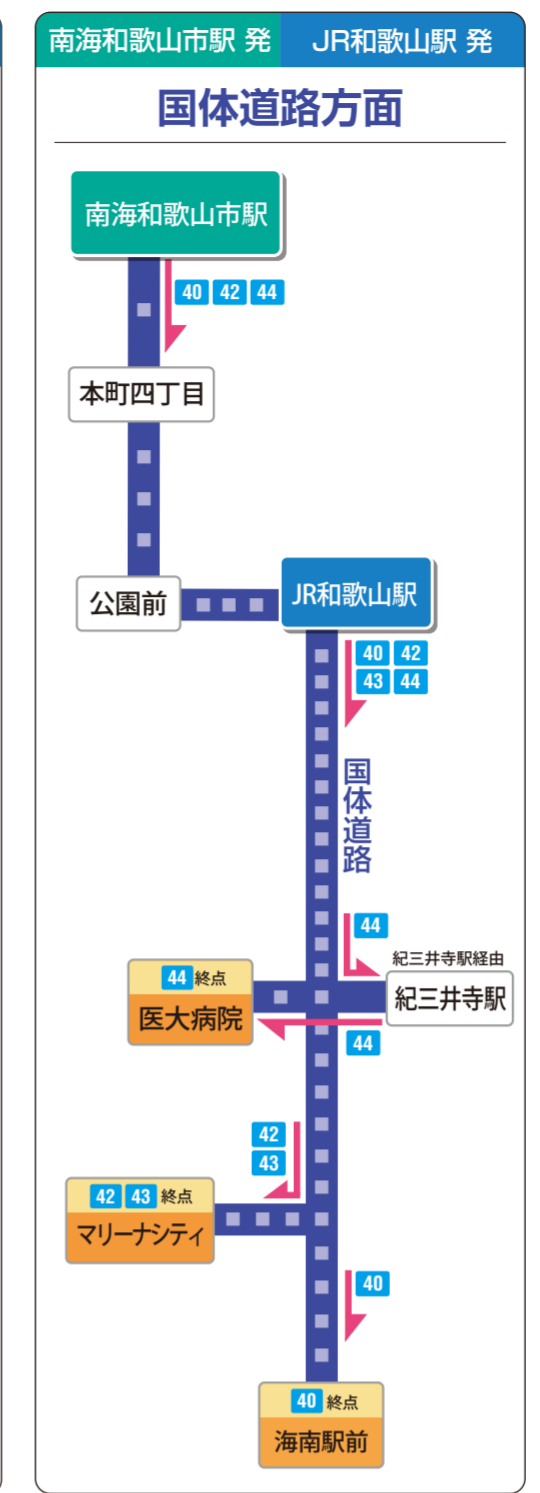 南海和歌山市駅 発
JR和歌山駅 発
国体道路方面
南海和歌山市駅
40 42 44
本町四丁目
公園前
JR和歌山駅
40 42
43 44
国体道路
44
紀三井寺駅経由
紀三井寺駅
44 終点
医大病院
44
42
43
42 43 終点
マリーナシティ
40
40 終点
海南駅前